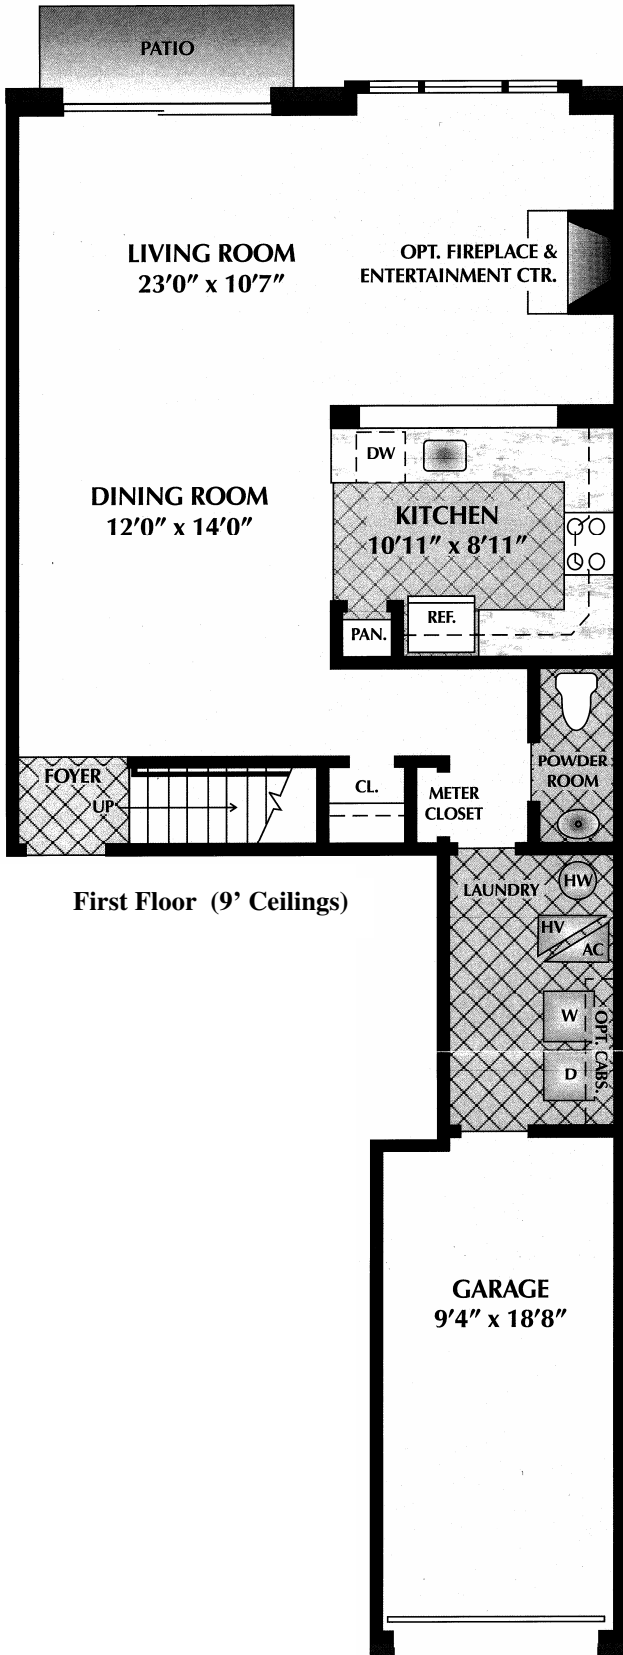 PATIO
LIVING ROOM
23'0" x 10'7"
OPT. FIREPLACE &
ENTERTAINMENT CTR.
DW
DINING ROOM
12'0" x 14'0"
KITCHEN
10'11" x 8'11"
PAN.
REF.
FOYER
UP
CL.
METER
CLOSET
POWDER
ROOM
First Floor (9’ Ceilings)
LAUNDRY
HW
HV
AC
W
D
OPT. CABS.
GARAGE
9'4" x 18'8"